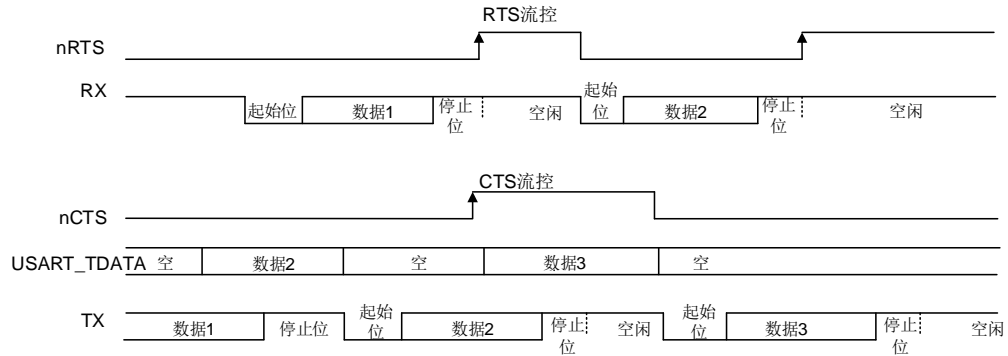 RTS流控
nRTS
RX
起始位
数据1
停止
位
空闲
起始
位
数据2
停止
位
空闲
CTS流控
nCTS
USART_TDATA 空 数据2 空 数据3 空
TX
数据1
停止位
起始
位
数据2
停止
位
空闲
起始
位
数据3
停止
位
空闲